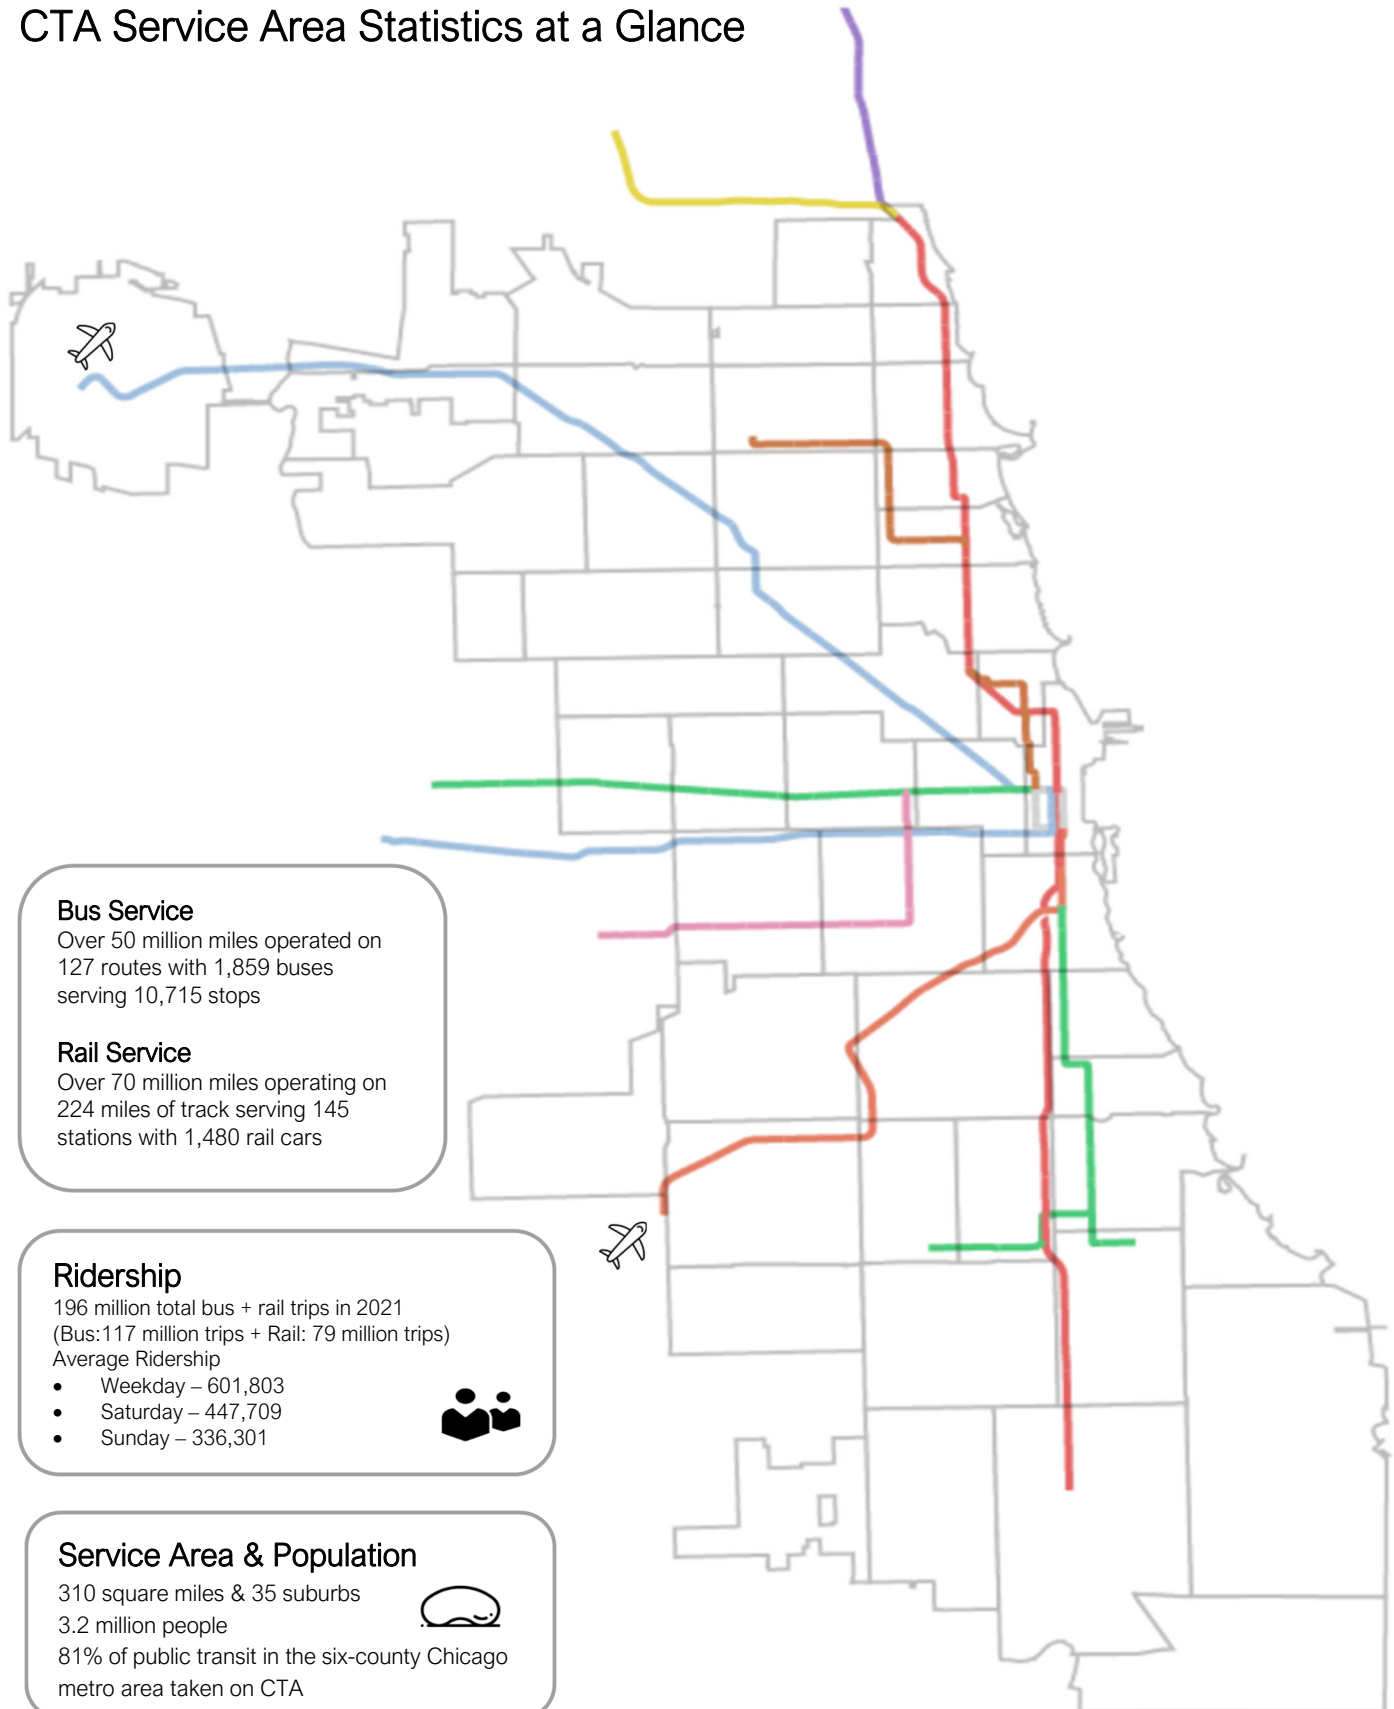 CTA Service Area Statistics at a Glance
Bus Service
Over 50 million miles operated on
127 routes with 1,859 buses
serving 10,715 stops
Rail Service
Over 70 million miles operating on
224 miles of track serving 145
stations with 1,480 rail cars
Ridership
196 million total bus + rail trips in 2021
(Bus:117 million trips + Rail: 79 million trips)
Average Ridership
• Weekday – 601,803
• Saturday – 447,709
• Sunday – 336,301
Service Area & Population
310 square miles & 35 suburbs
3.2 million people
81% of public transit in the six-county Chicago
metro area taken on CTA